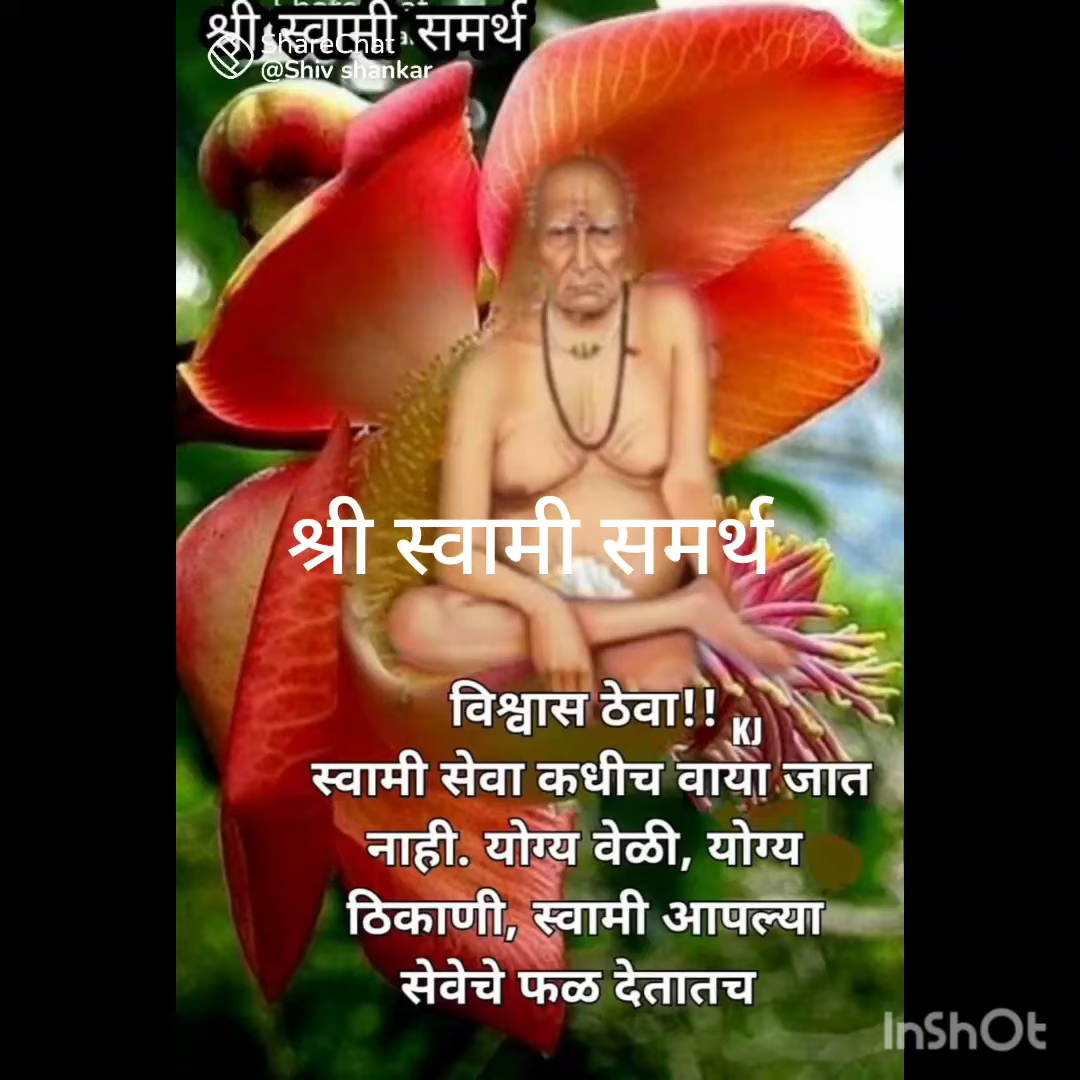 श्री स्वामी समर्थ
ShareChat
@Shiv shankar
श्री स्वामी समर्थ
विश्वास ठेवा!!
KJ
स्वामी सेवा कधीच वाया जात
नाही. योग्य वेळी, योग्य
ठिकाणी, स्वामी आपल्या
सेवेचे फळ देतातच
InShOt